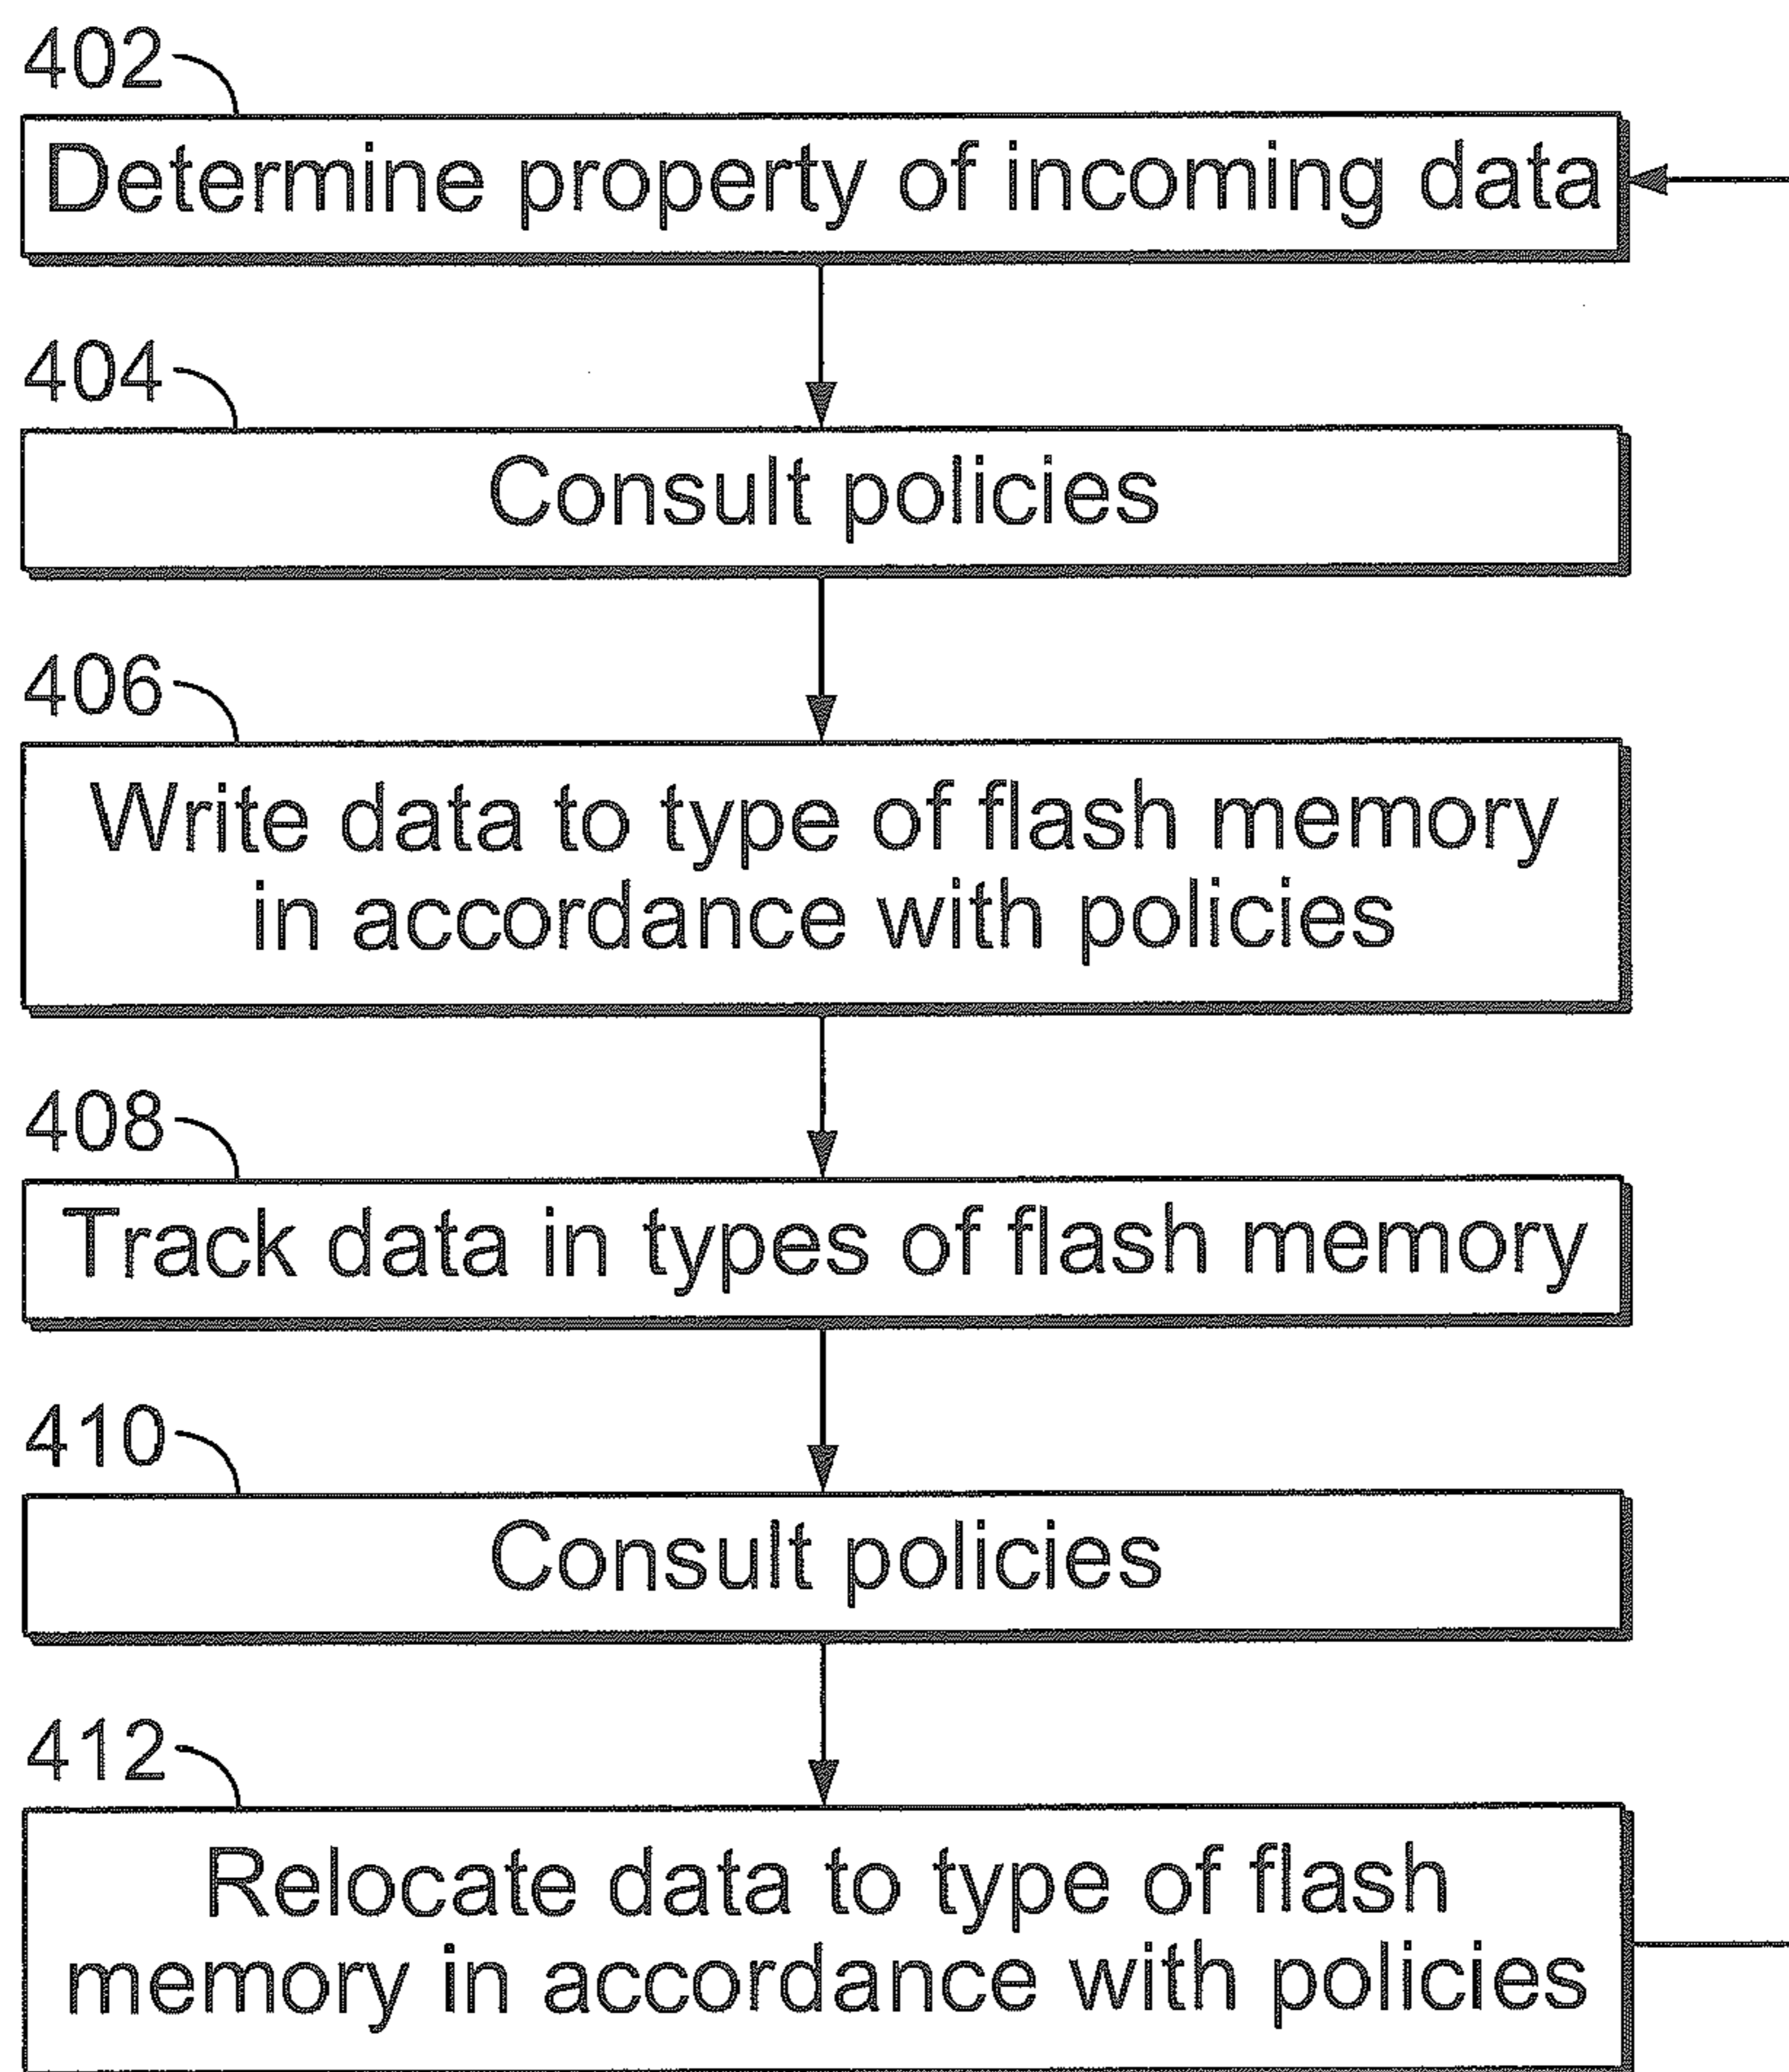 402
Determine property of incoming data
404
Consult policies
406
Write data to type of flash memory
in accordance with policies
408
Track data in types of flash memory
410
Consult policies
412
Relocate data to type of flash
memory in accordance with policies